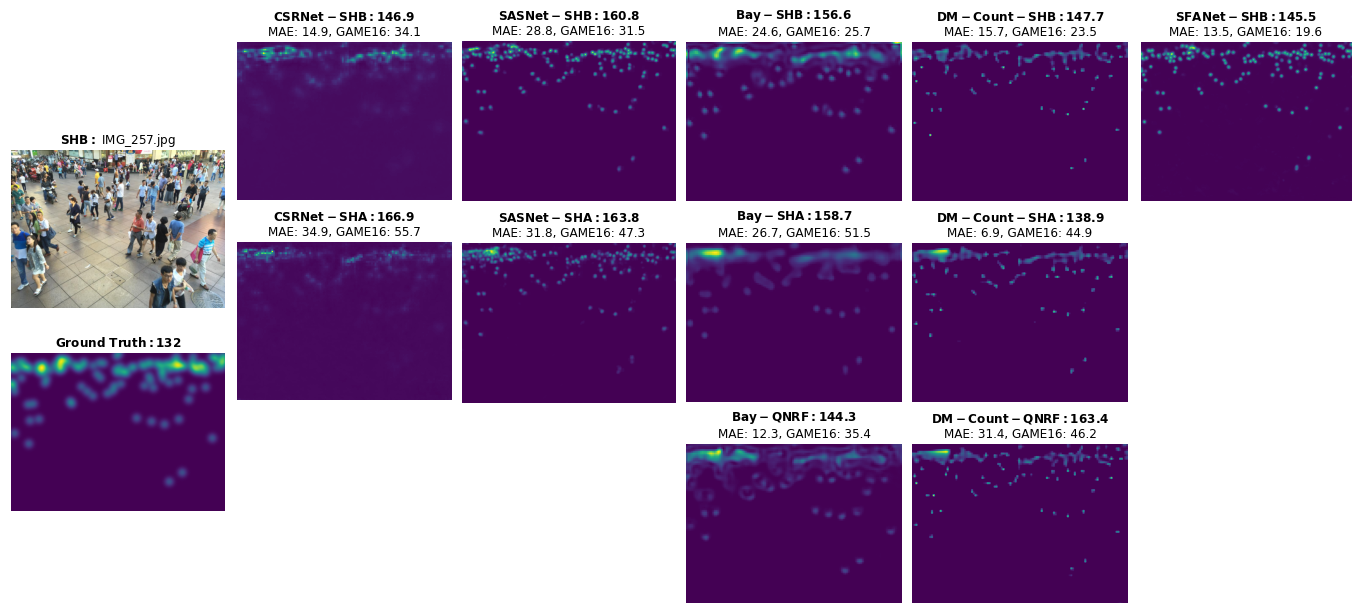 CSRNet-SHB: 146.9
MAE: 14.9, GAME16: 34.1
SASNet-SHB: 160.8
MAE: 28.8, GAME16: 31.5
Bay-SHB: 156.6
MAE: 24.6, GAME16: 25.7
DM-Count-SHB: 147.7
MAE: 15.7, GAME16: 23.5
SFANet-SHB: 145.5
MAE: 13.5, GAME16: 19.6
SHB: IMG_257.jpg
CSRNet-SHA: 166.9
MAE: 34.9, GAME16: 55.7
SASNet-SHA: 163.8
MAE: 31.8, GAME16: 47.3
Bay-SHA: 158.7
MAE: 26.7, GAME16: 51.5
DM-Count-SHA: 138.9
MAE: 6.9, GAME16: 44.9
Ground Truth: 132
Bay-QNRF: 144.3
MAE: 12.3, GAME16: 35.4
DM-Count-QNRF: 163.4
MAE: 31.4, GAME16: 46.2